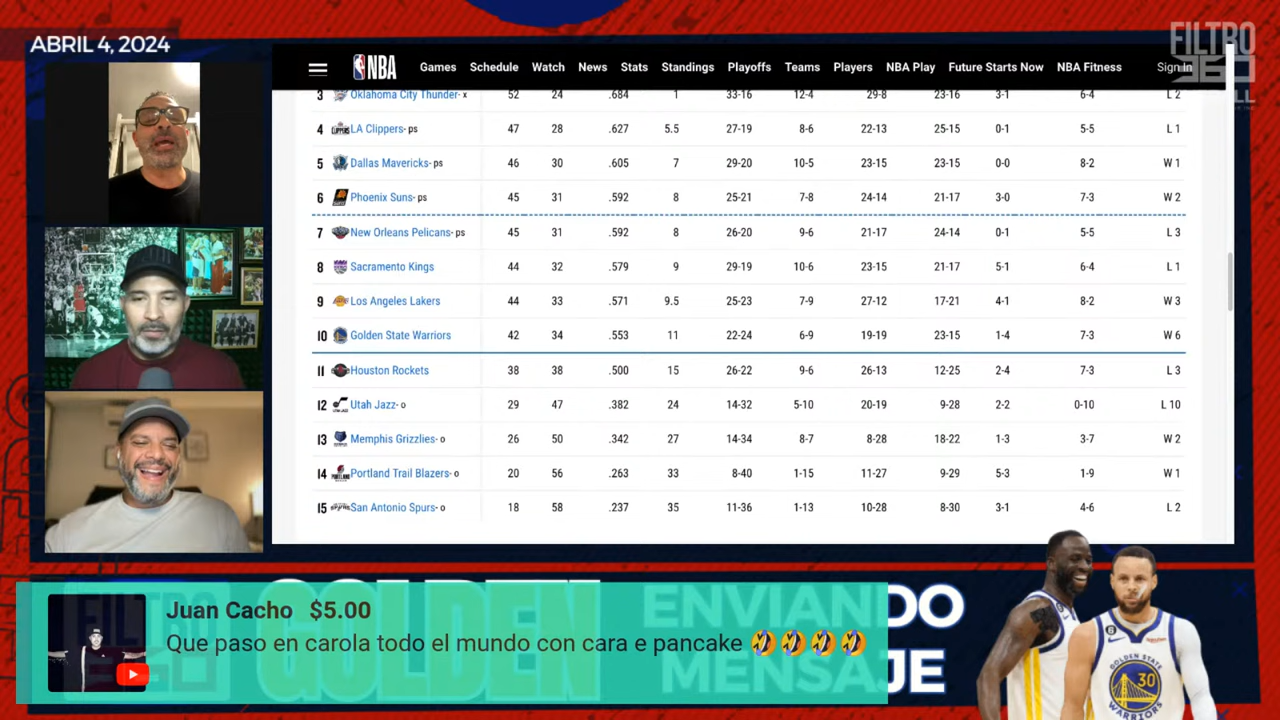 ABRIL 4, 2024
FILTRO
360
NBA Games Schedule Watch News Stats Standings Playoffs Teams Players NBA Play Future Starts Now NBA Fitness Sign In
3 Oklahoma City Thunder- x 52 24 .684 1 33-16 12-4 29-8 23-16 3-1 6-4 L 2
4 LA Clippers- ps 47 28 .627 5.5 27-19 8-6 22-13 25-15 0-1 5-5 L 1
5 Dallas Mavericks- ps 46 30 .605 7 29-20 10-5 23-15 23-15 0-0 8-2 W 1
6 Phoenix Suns- ps 45 31 .592 8 25-21 7-8 24-14 21-17 3-0 7-3 W 2
7 New Orleans Pelicans- ps 45 31 .592 8 26-20 9-6 21-17 24-14 0-1 5-5 L 3
8 Sacramento Kings 44 32 .579 9 29-19 10-6 23-15 21-17 5-1 6-4 L 1
9 Los Angeles Lakers 44 33 .571 9.5 25-23 7-9 27-12 17-21 4-1 8-2 W 3
10 Golden State Warriors 42 34 .553 11 22-24 6-9 19-19 23-15 1-4 7-3 W 6
11 Houston Rockets 38 38 .500 15 26-22 9-6 26-13 12-25 2-4 7-3 L 3
12 Utah Jazz- o 29 47 .382 24 14-32 5-10 20-19 9-28 2-2 0-10 L 10
13 Memphis Grizzlies- o 26 50 .342 27 14-34 8-7 8-28 18-22 1-3 3-7 W 2
14 Portland Trail Blazers- o 20 56 .263 33 8-40 1-15 11-27 9-29 5-3 1-9 W 1
15 San Antonio Spurs- o 18 58 .237 35 11-36 1-13 10-28 8-30 3-1 4-6 L 2
GOLDEN
ENVIANDO
MENSAJE
Juan Cacho $5.00
Que paso en carola todo el mundo con cara e pancake 🤣🤣🤣🤣
GOLDEN STATE
30
WARRIORS